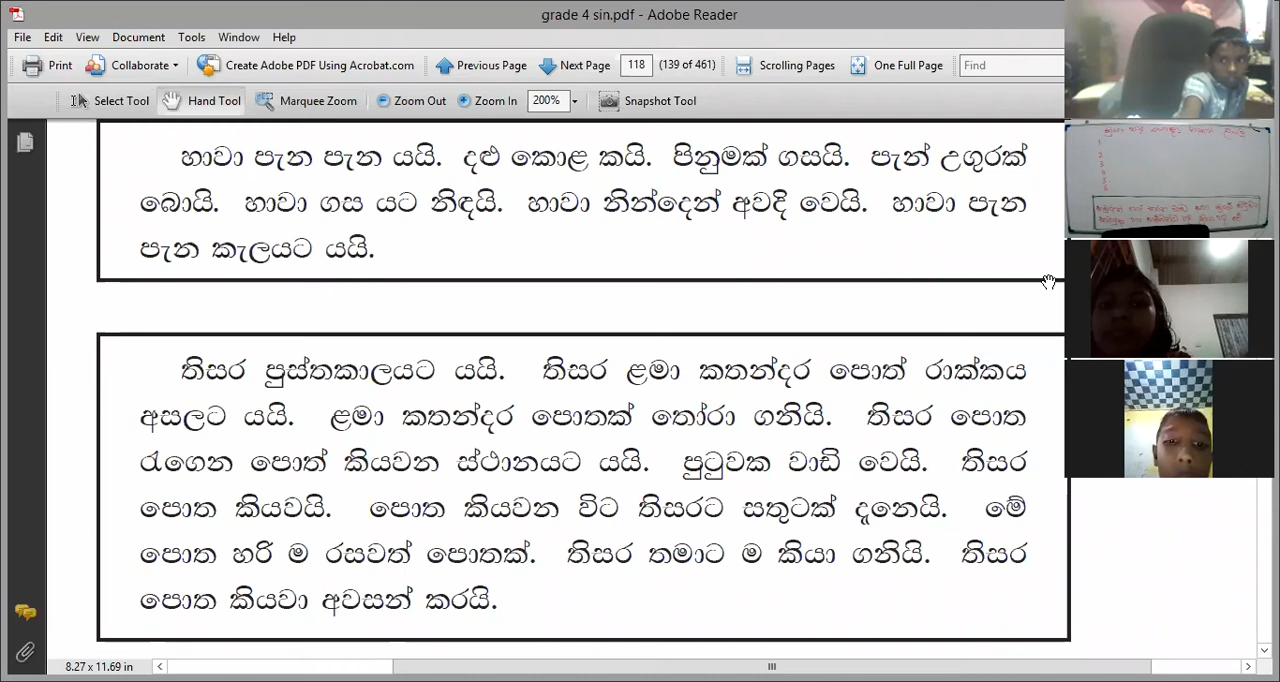 grade 4 sin.pdf - Adobe Reader
File Edit View Document Tools Window Help
Print Collaborate Create Adobe PDF Using Acrobat.com Previous Page Next Page 118 (139 of 461) Scrolling Pages One Full Page Find
Select Tool Hand Tool Marquee Zoom Zoom Out Zoom In 200% Snapshot Tool
හාවා පැන පැන යයි. දළු කොළ කයි. පිනුමක් ගසයි. පැන් උගුරක්
බොයි. හාවා ගස යට නිඳයි. හාවා නින්දෙන් අවදි වෙයි. හාවා පැන
පැන කැලයට යයි.
තිසර පුස්තකාලයට යයි. තිසර ළමා කතන්දර පොත් රාක්කය
අසලට යයි. ළමා කතන්දර පොතක් තෝරා ගනියි. තිසර පොත
රැගෙන පොත් කියවන ස්ථානයට යයි. පුටුවක වාඩි වෙයි. තිසර
පොත කියවයි. පොත කියවන විට තිසරට සතුටක් දැනෙයි. මේ
පොත හරි ම රසවත් පොතක්. තිසර තමාට ම කියා ගනියි. තිසර
පොත කියවා අවසන් කරයි.
8.27 x 11.69 in